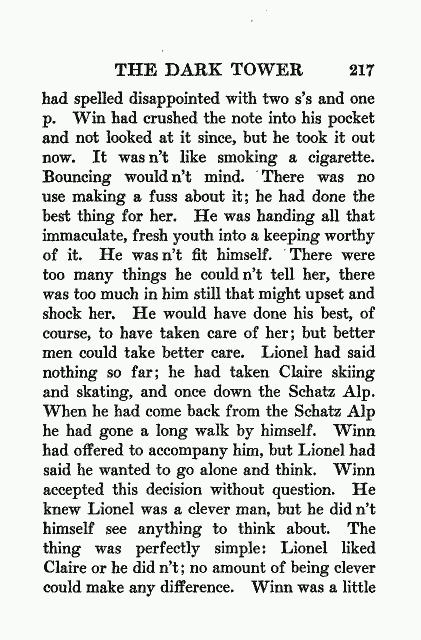 THE DARK TOWER 217
had spelled disappointed with two s's and one
p. Win had crushed the note into his pocket
and not looked at it since, but he took it out
now. It was n't like smoking a cigarette.
Bouncing would n't mind. There was no
use making a fuss about it; he had done the
best thing for her. He was handing all that
immaculate, fresh youth into a keeping worthy
of it. He was n't fit himself. There were
too many things he could n't tell her, there
was too much in him still that might upset and
shock her. He would have done his best, of
course, to have taken care of her; but better
men could take better care. Lionel had said
nothing so far; he had taken Claire skiing
and skating, and once down the Schatz Alp.
When he had come back from the Schatz Alp
he had gone a long walk by himself. Winn
had offered to accompany him, but Lionel had
said he wanted to go alone and think. Winn
accepted this decision without question. He
knew Lionel was a clever man, but he did n't
himself see anything to think about. The
thing was perfectly simple: Lionel liked
Claire or he did n't; no amount of being clever
could make any difference. Winn was a little